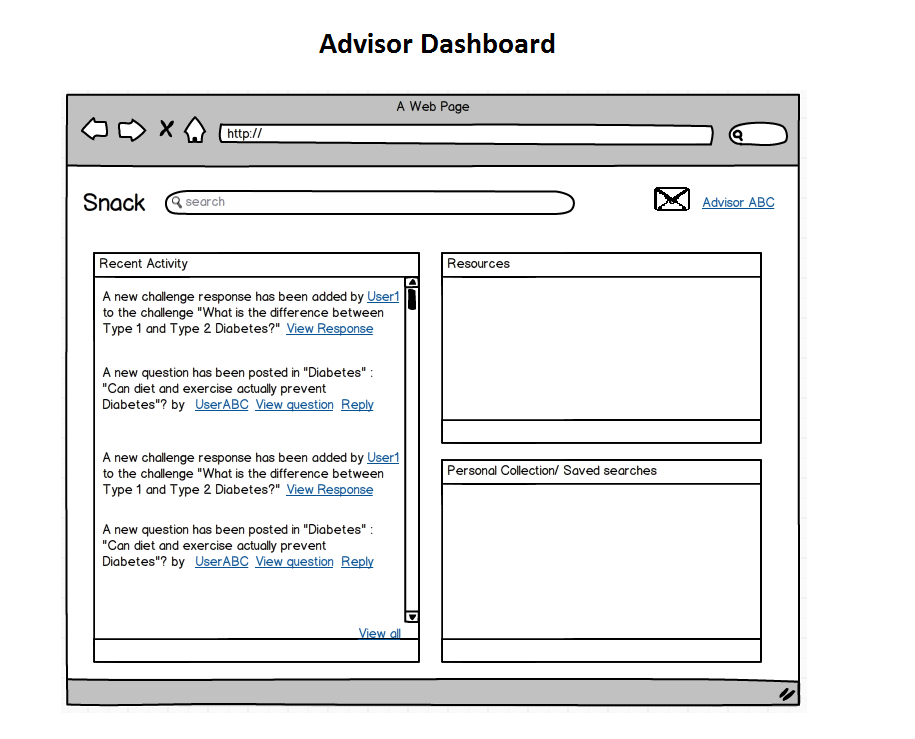 Advisor Dashboard
A Web Page
http://
Snack
search
Advisor ABC
Recent Activity
A new challenge response has been added by User1
to the challenge "What is the difference between
Type 1 and Type 2 Diabetes?" View Response
A new question has been posted in "Diabetes" :
"Can diet and exercise actually prevent
Diabetes"? by UserABC View question Reply
A new challenge response has been added by User1
to the challenge "What is the difference between
Type 1 and Type 2 Diabetes?" View Response
A new question has been posted in "Diabetes" :
"Can diet and exercise actually prevent
Diabetes"? by UserABC View question Reply
View all
Resources
Personal Collection/ Saved searches